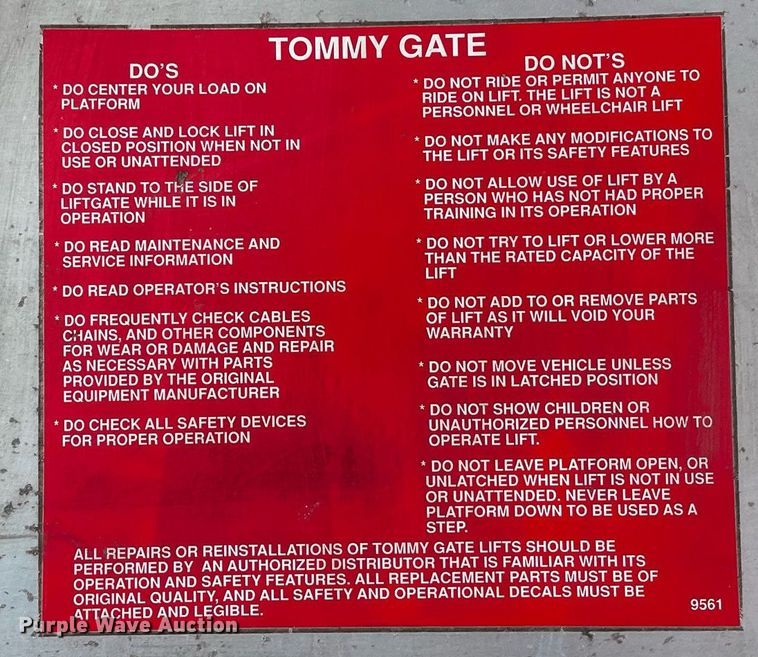 TOMMY GATE
DO'S
* DO CENTER YOUR LOAD ON
PLATFORM
* DO CLOSE AND LOCK LIFT IN
CLOSED POSITION WHEN NOT IN
USE OR UNATTENDED
* DO STAND TO THE SIDE OF
LIFTGATE WHILE IT IS IN
OPERATION
* DO READ MAINTENANCE AND
SERVICE INFORMATION
* DO READ OPERATOR'S INSTRUCTIONS
* DO FREQUENTLY CHECK CABLES
CHAINS, AND OTHER COMPONENTS
FOR WEAR OR DAMAGE AND REPAIR
AS NECESSARY WITH PARTS
PROVIDED BY THE ORIGINAL
EQUIPMENT MANUFACTURER
* DO CHECK ALL SAFETY DEVICES
FOR PROPER OPERATION
DO NOT'S
* DO NOT RIDE OR PERMIT ANYONE TO
RIDE ON LIFT. THE LIFT IS NOT A
PERSONNEL OR WHEELCHAIR LIFT
* DO NOT MAKE ANY MODIFICATIONS TO
THE LIFT OR ITS SAFETY FEATURES
* DO NOT ALLOW USE OF LIFT BY A
PERSON WHO HAS NOT HAD PROPER
TRAINING IN ITS OPERATION
* DO NOT TRY TO LIFT OR LOWER MORE
THAN THE RATED CAPACITY OF THE
LIFT
* DO NOT ADD TO OR REMOVE PARTS
OF LIFT AS IT WILL VOID YOUR
WARRANTY
* DO NOT MOVE VEHICLE UNLESS
GATE IS IN LATCHED POSITION
* DO NOT SHOW CHILDREN OR
UNAUTHORIZED PERSONNEL HOW TO
OPERATE LIFT.
* DO NOT LEAVE PLATFORM OPEN, OR
UNLATCHED WHEN LIFT IS NOT IN USE
OR UNATTENDED. NEVER LEAVE
PLATFORM DOWN TO BE USED AS A
STEP.
ALL REPAIRS OR REINSTALLATIONS OF TOMMY GATE LIFTS SHOULD BE
PERFORMED BY AN AUTHORIZED DISTRIBUTOR THAT IS FAMILIAR WITH ITS
OPERATION AND SAFETY FEATURES. ALL REPLACEMENT PARTS MUST BE OF
ORIGINAL QUALITY, AND ALL SAFETY AND OPERATIONAL DECALS MUST BE
ATTACHED AND LEGIBLE.
9561
Purple Wave Auction